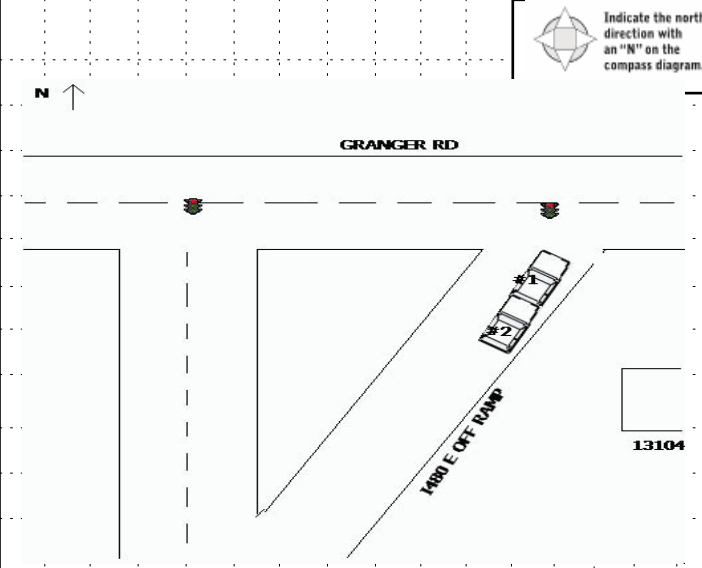 Indicate the north
direction with
an “N” on the
compass diagram.
N
GRANGER RD
#1
#2
I480 E OFF RAMP
13104